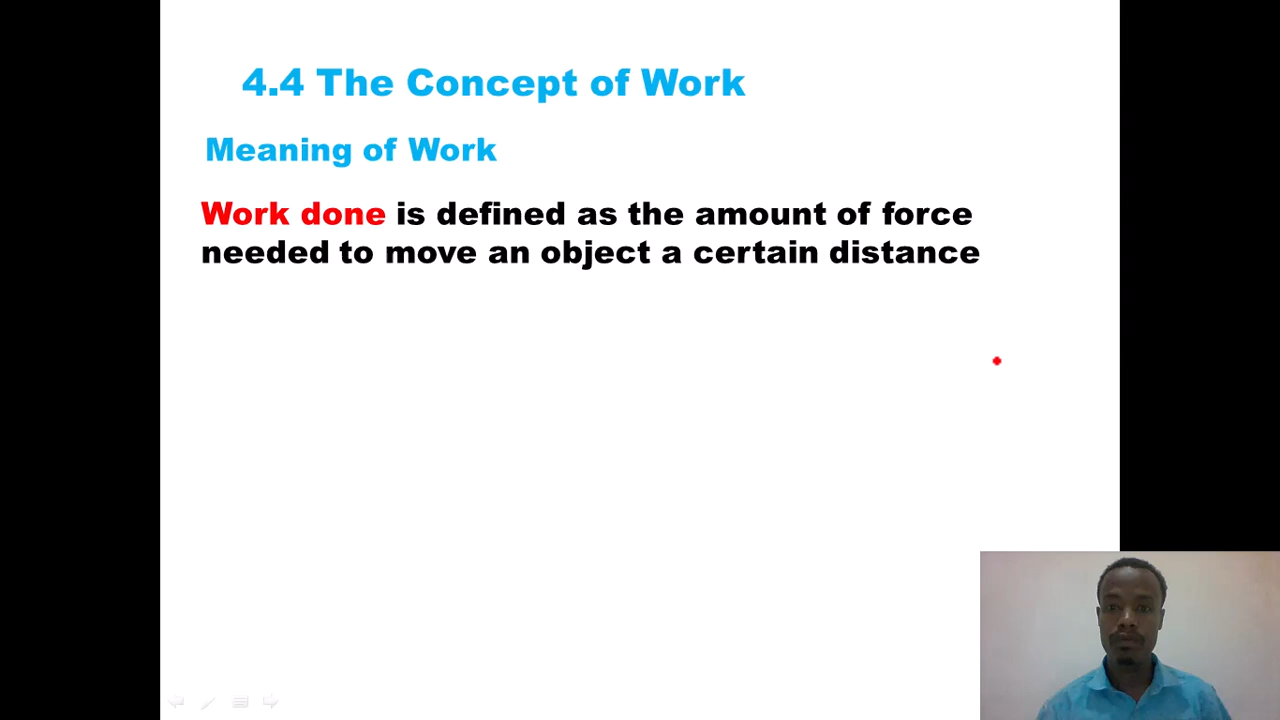 4.4 The Concept of Work
Meaning of Work
Work done is defined as the amount of force
needed to move an object a certain distance